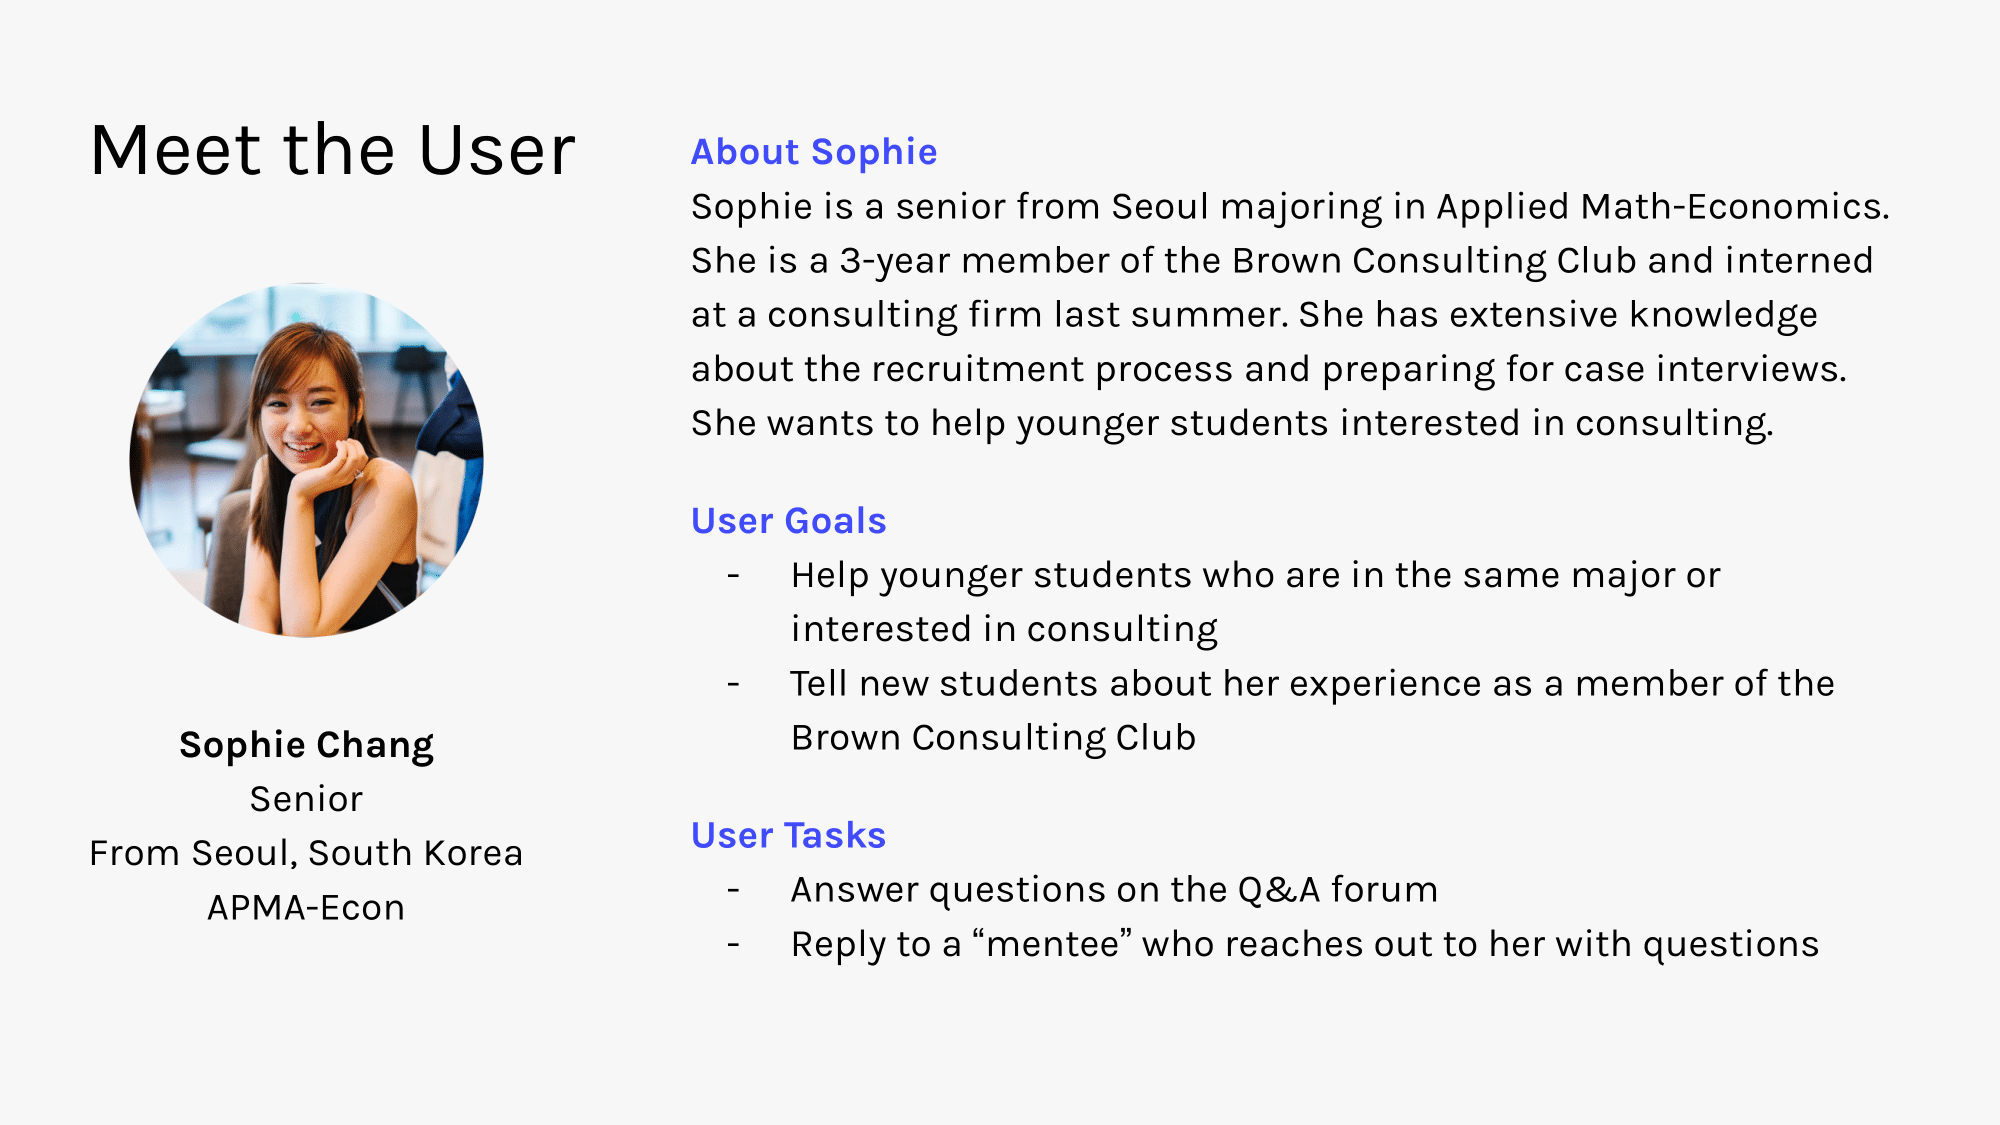 Meet the User
Sophie Chang
Senior
From Seoul, South Korea
APMA-Econ
About Sophie
Sophie is a senior from Seoul majoring in Applied Math-Economics.
She is a 3-year member of the Brown Consulting Club and interned
at a consulting firm last summer. She has extensive knowledge
about the recruitment process and preparing for case interviews.
She wants to help younger students interested in consulting.
User Goals
- Help younger students who are in the same major or
interested in consulting
- Tell new students about her experience as a member of the
Brown Consulting Club
User Tasks
- Answer questions on the Q&A forum
- Reply to a “mentee” who reaches out to her with questions